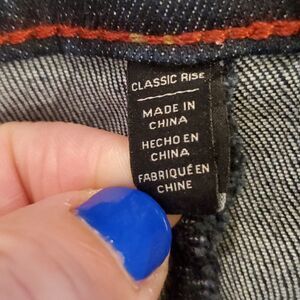 CLASSIC RISE
MADE IN
CHINA
HECHO EN
CHINA
FABRIQUÉ EN
CHINE